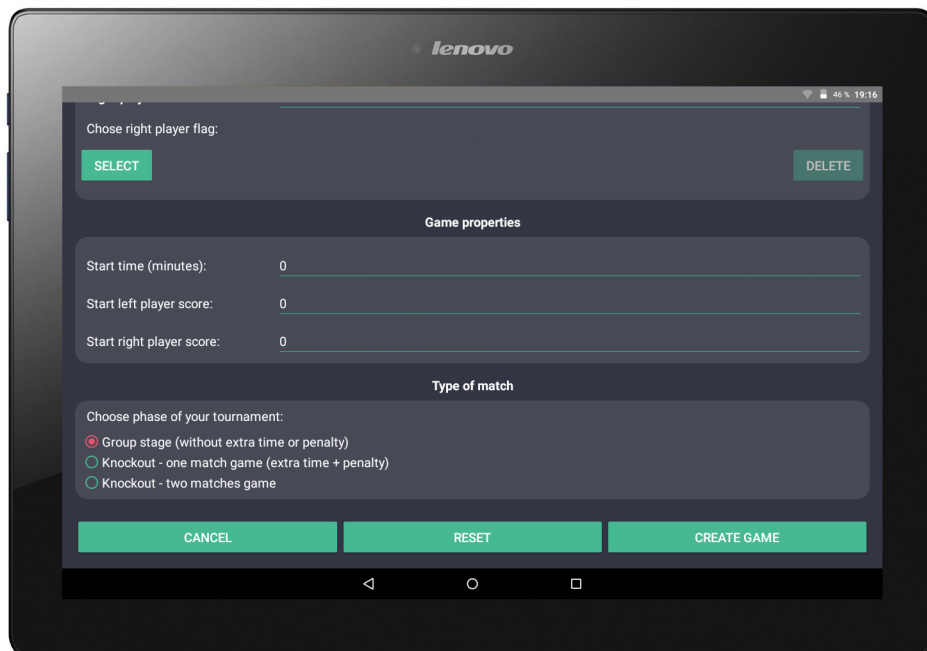 lenovo
46 % 19:16
Chose right player flag:
SELECT
DELETE
Game properties
Start time (minutes): 0
Start left player score: 0
Start right player score: 0
Type of match
Choose phase of your tournament:
Group stage (without extra time or penalty)
Knockout - one match game (extra time + penalty)
Knockout - two matches game
CANCEL RESET CREATE GAME